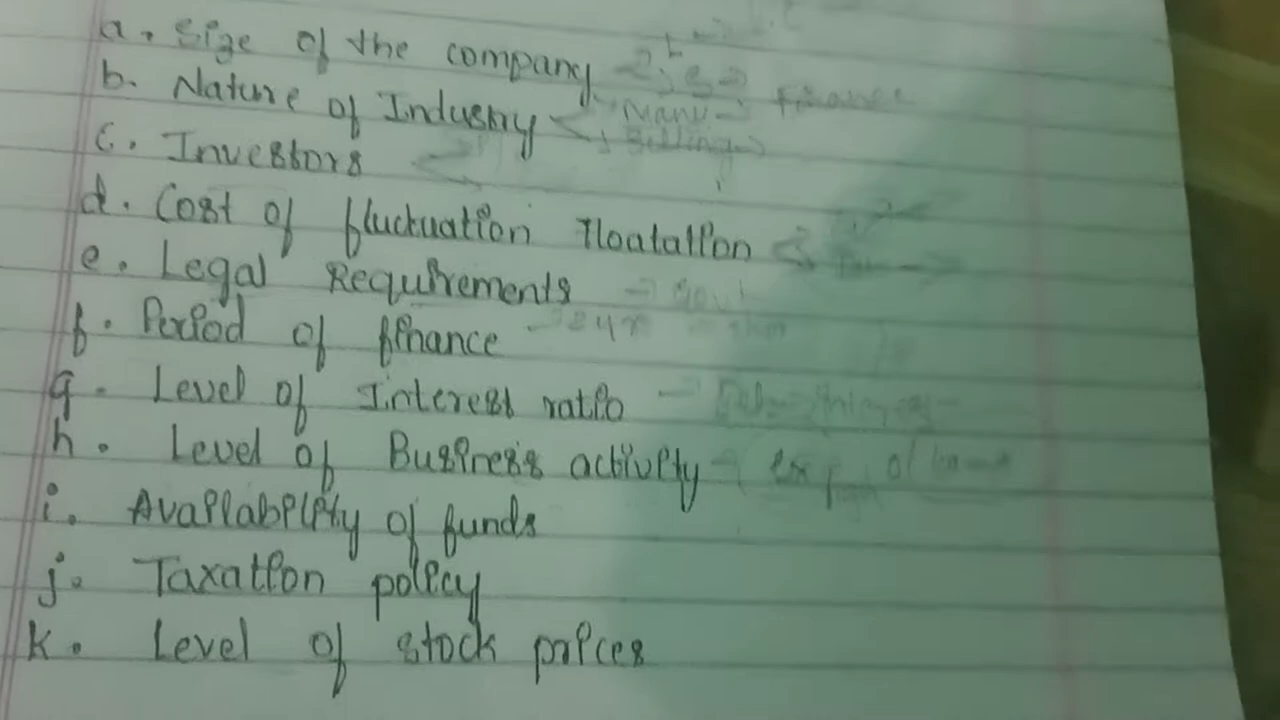 a. Size of the company
b. Nature of Industry
c. Investors
d. Cost of fluctuation Floatation
e. Legal Requirements
f. Period of finance
g. Level of Interest ratio
h. Level of Business activity
i. Availability of funds
j. Taxation policy
k. Level of stock prices